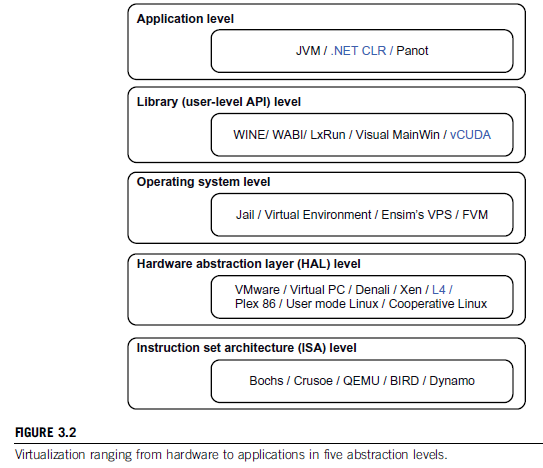 Application level
JVM / .NET CLR / Panot
Library (user-level API) level
WINE/ WABI/ LxRun / Visual MainWin / vCUDA
Operating system level
Jail / Virtual Environment / Ensim's VPS / FVM
Hardware abstraction layer (HAL) level
VMware / Virtual PC / Denali / Xen / L4 /
Plex 86 / User mode Linux / Cooperative Linux
Instruction set architecture (ISA) level
Bochs / Crusoe / QEMU / BIRD / Dynamo
FIGURE 3.2
Virtualization ranging from hardware to applications in five abstraction levels.